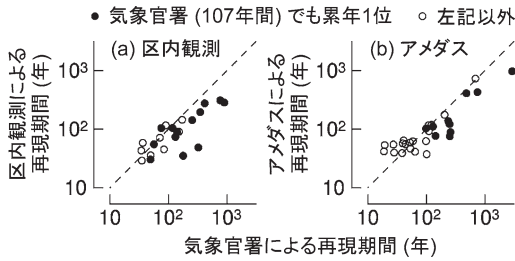 ● 気象官署 (107年間) でも累年1位 ○ 左記以外
(a) 区内観測
(b) アメダス
区内観測による
再現期間 (年)
10³
10²
10
アメダスによる
再現期間 (年)
10³
10²
10
10 10² 10³
10 10² 10³
気象官署による再現期間 (年)